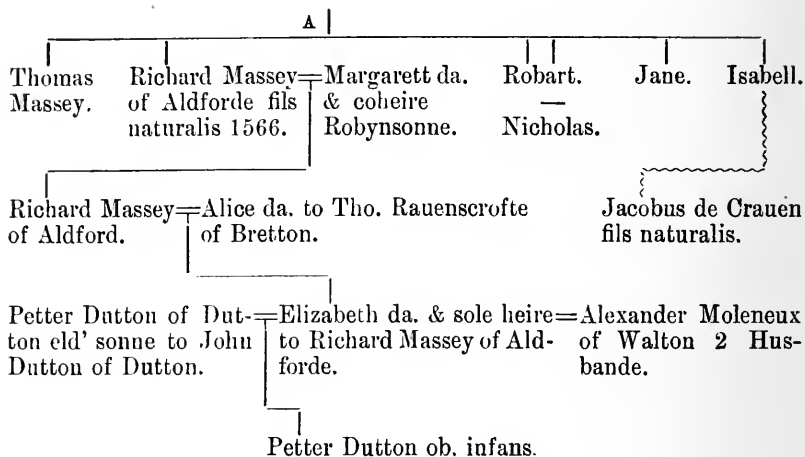 A
Thomas Massey.
Richard Massey of Aldforde fils naturalis 1566.
=
Margarett da. & coheire Robynsonne.
Robart.
—
Nicholas.
Jane.
Isabell.
Richard Massey of Aldford.
=
Alice da. to Tho. Rauenscrofte of Bretton.
Jacobus de Crauen fils naturalis.
Petter Dutton of Dut-
ton eld' sonne to John
Dutton of Dutton.
=
Elizabeth da. & sole heire
to Richard Massey of Ald-
forde.
=
Alexander Moleneux
of Walton 2 Hus-
bande.
Petter Dutton ob. infans.